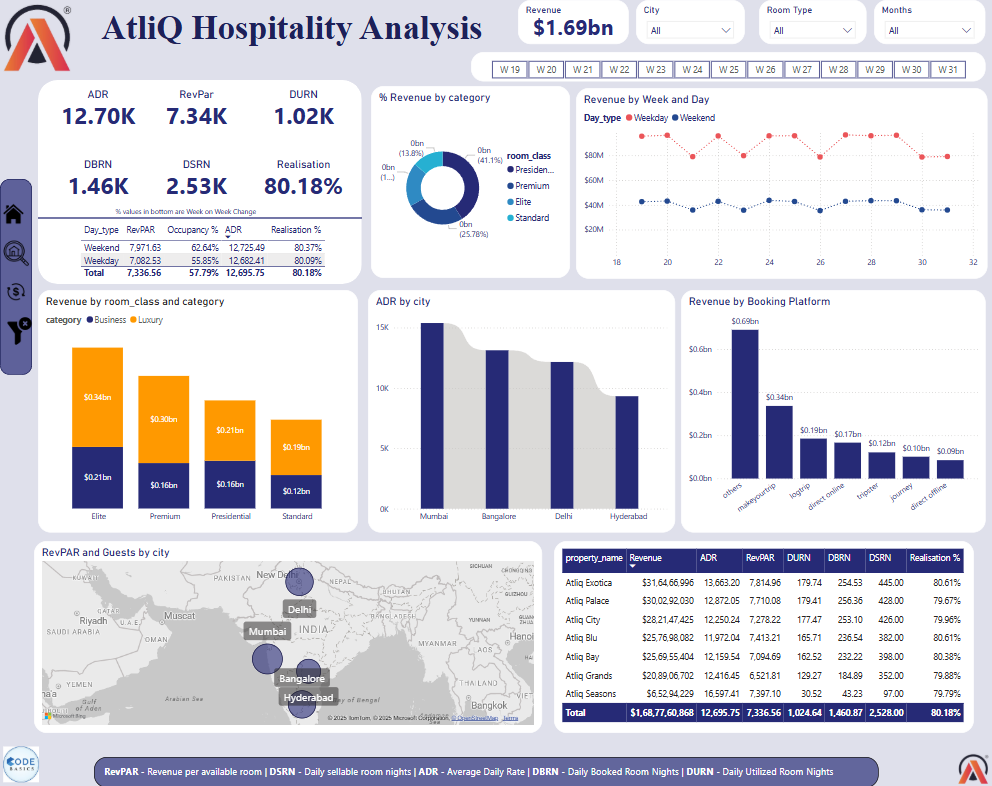 AtliQ Hospitality Analysis
Revenue
$1.69bn
City
All
Room Type
All
Months
All
W 19 W 20 W 21 W 22 W 23 W 24 W 25 W 26 W 27 W 28 W 29 W 30 W 31
ADR RevPar DURN
12.70K 7.34K 1.02K
DBRN DSRN Realisation
1.46K 2.53K 80.18%
% values in bottom are Week on Week Change
Day_type RevPAR Occupancy % ADR Realisation %
Weekend 7,971.63 62.64% 12,725.49 80.37%
Weekday 7,082.53 55.85% 12,682.41 80.09%
Total 7,336.56 57.79% 12,695.75 80.18%
% Revenue by category
0bn
(13.8%)
0bn
(41.1%)
0bn
(1...)
0bn
(25.78%)
room_class
Presiden...
Premium
Elite
Standard
Revenue by Week and Day
Day_type Weekday Weekend
$80M
$60M
$40M
$20M
18 20 22 24 26 28 30 32
Revenue by room_class and category
category Business Luxury
$0.34bn $0.30bn $0.21bn $0.19bn
$0.21bn $0.16bn $0.16bn $0.12bn
Elite Premium Presidential Standard
ADR by city
15K
10K
5K
0K
Mumbai Bangalore Delhi Hyderabad
Revenue by Booking Platform
$0.69bn $0.34bn $0.19bn $0.17bn $0.12bn $0.10bn $0.09bn
$0.6bn
$0.4bn
$0.2bn
$0.0bn
others makeyourtrip logtrip direct online tripster journey direct offline
RevPAR and Guests by city
KUWAIT
PAKISTAN
New Delhi
NEPAL
BHUTAN
SICHUAN
CHONGQING
GUIZHOU
QATAR
Riyadh
U.A.E.
Muscat
SAUDI ARABIA
OMAN
Delhi
Mumbai
INDIA
BANGLADESH
YUNNAN
MYANMAR
Hanoi
LAOS
YEMEN
Gulf
of Aden
Arabian Sea
Bangalore
Hyderabad
Bay of Bengal
THAILAND
VIET
Bangkok
Microsoft Bing
© 2025 TomTom, © 2025 Microsoft Corporation, © OpenStreetMap Terms
property_name Revenue ADR RevPAR DURN DBRN DSRN Realisation %
Atliq Exotica $31,64,66,996 13,663.20 7,814.96 179.74 254.53 445.00 80.61%
Atliq Palace $30,02,92,030 12,872.05 7,710.08 179.41 256.36 428.00 79.67%
Atliq City $28,21,47,425 12,250.24 7,278.22 177.47 253.10 426.00 79.96%
Atliq Blu $25,76,98,082 11,972.04 7,413.21 165.71 236.54 382.00 80.61%
Atliq Bay $25,69,55,404 12,159.54 7,094.69 162.52 232.22 398.00 80.38%
Atliq Grands $20,89,06,702 12,416.45 6,521.81 129.27 184.89 352.00 79.88%
Atliq Seasons $6,52,94,229 16,597.41 7,397.10 30.52 43.23 97.00 79.79%
Total $1,68,77,60,868 12,695.75 7,336.56 1,024.64 1,460.87 2,528.00 80.18%
CODE
BASICS
RevPAR - Revenue per available room | DSRN - Daily sellable room nights | ADR - Average Daily Rate | DBRN - Daily Booked Room Nights | DURN - Daily Utilized Room Nights